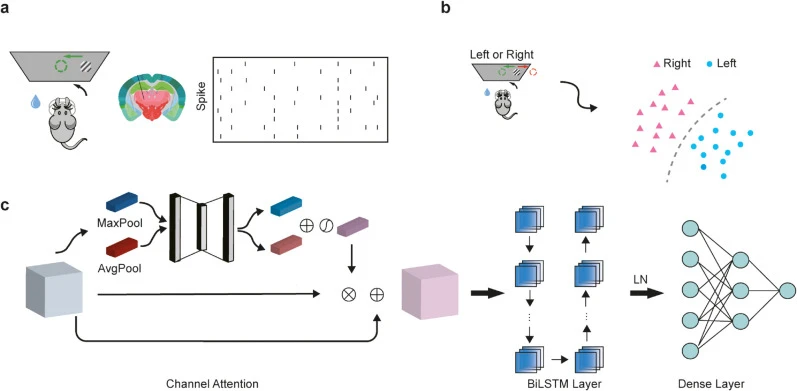 a
Spike
b
Left or Right
Right
Left
c
MaxPool
AvgPool
LN
Channel Attention
BiLSTM Layer
Dense Layer